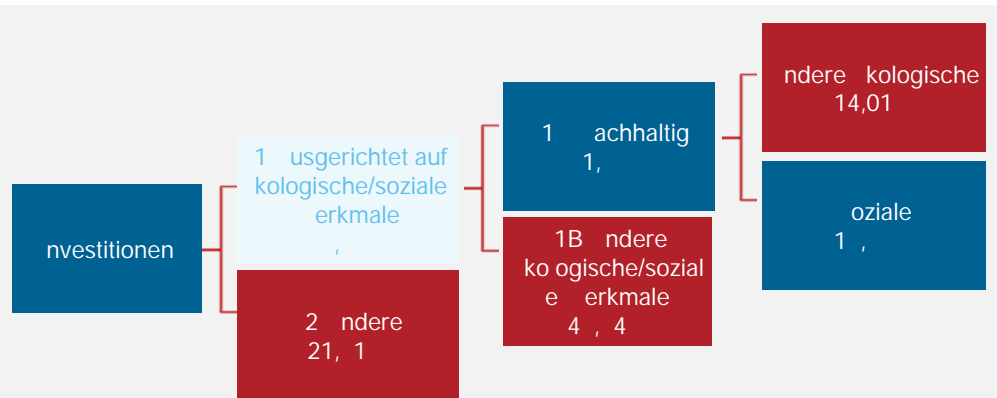 nvestitionen
1 usgerichtet auf
kologische/soziale
erkmale
,
2 ndere
21, 1
1 achhaltig
1,
1B ndere
ko ogische/sozial
e erkmale
4 , 4
ndere kologische
14,01
oziale
1 ,